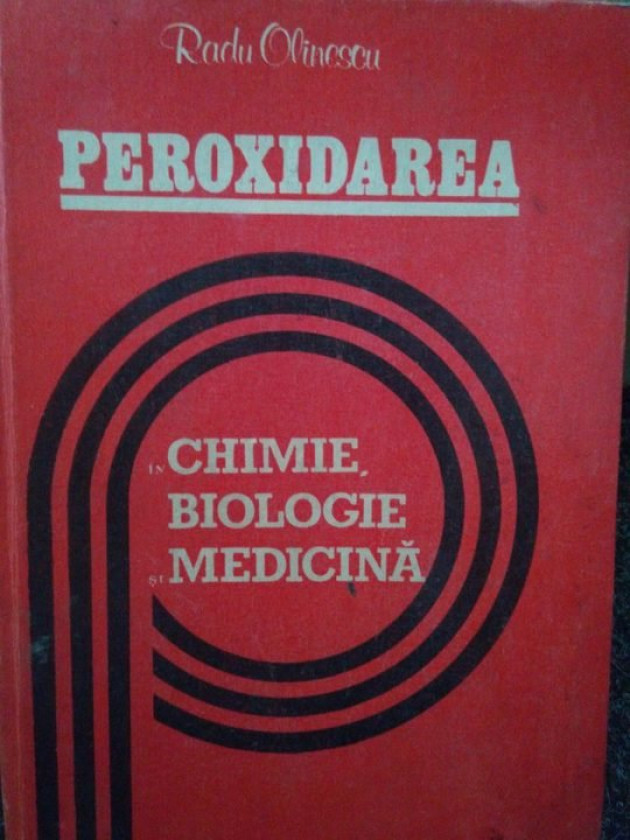 Radu Olinescu
PEROXIDAREA
ÎN CHIMIE,
BIOLOGIE
ȘI MEDICINĂ